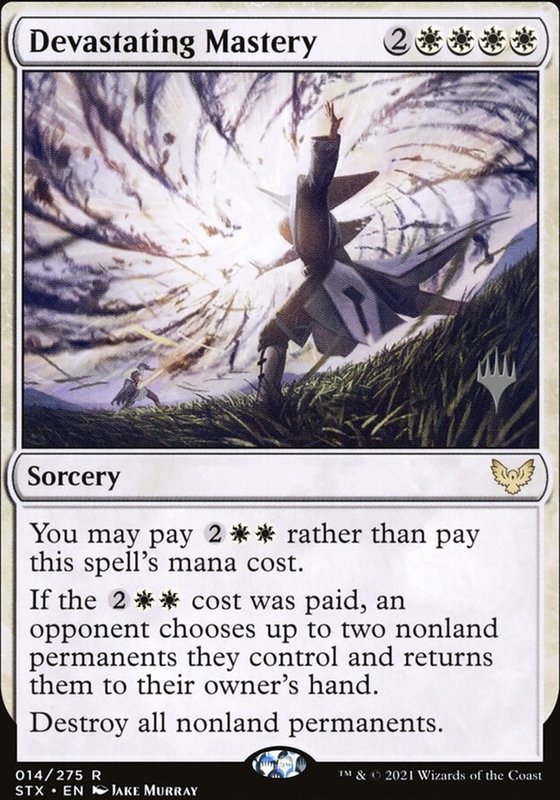 Devastating Mastery 2
Sorcery
You may pay 2 rather than pay
this spell's mana cost.
If the 2 cost was paid, an
opponent chooses up to two nonland
permanents they control and returns
them to their owner's hand.
Destroy all nonland permanents.
014/275 R
STX • EN Jake Murray
™ & © 2021 Wizards of the Coast